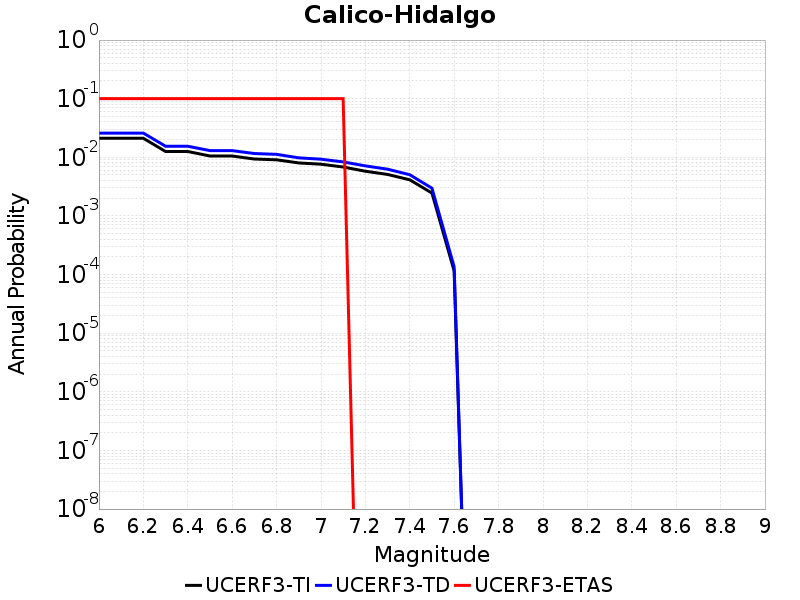 Calico-Hidalgo
Annual Probability
10^0
10^-1
10^-2
10^-3
10^-4
10^-5
10^-6
10^-7
10^-8
6 6.2 6.4 6.6 6.8 7 7.2 7.4 7.6 7.8 8 8.2 8.4 8.6 8.8 9
Magnitude
UCERF3-TI UCERF3-TD UCERF3-ETAS